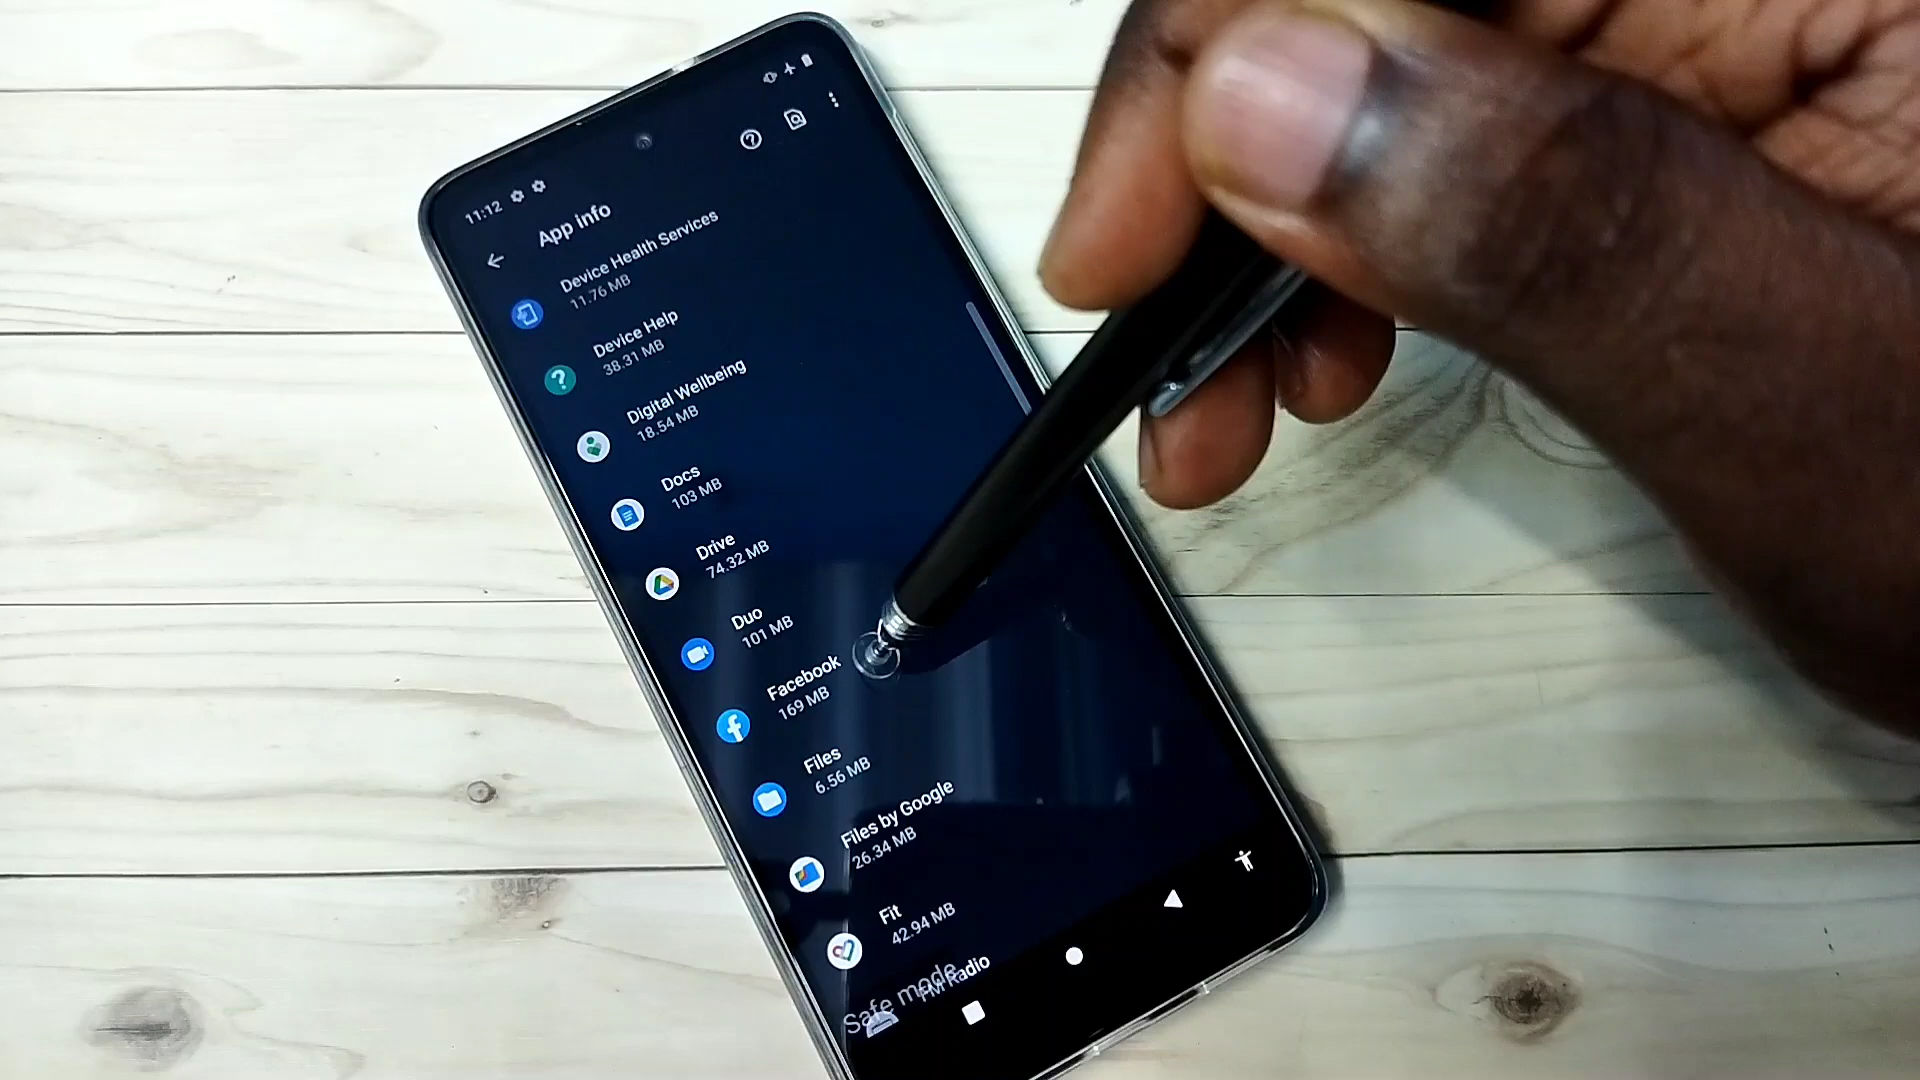 11:12
App info
Device Health Services
11.76 MB
Device Help
38.31 MB
Digital Wellbeing
18.54 MB
Docs
103 MB
Drive
74.32 MB
Duo
101 MB
Facebook
169 MB
Files
6.56 MB
Files by Google
26.34 MB
Fit
42.94 MB
FM Radio
Safe mode